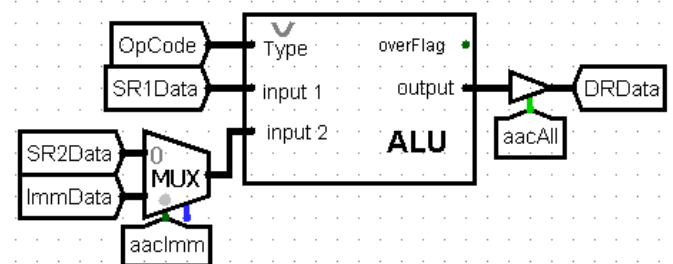 OpCode
Type
overFlag
SR1Data
input 1
output
DRData
SR2Data
0
input 2
ALU
aacAll
MUX
ImmData
aacImm